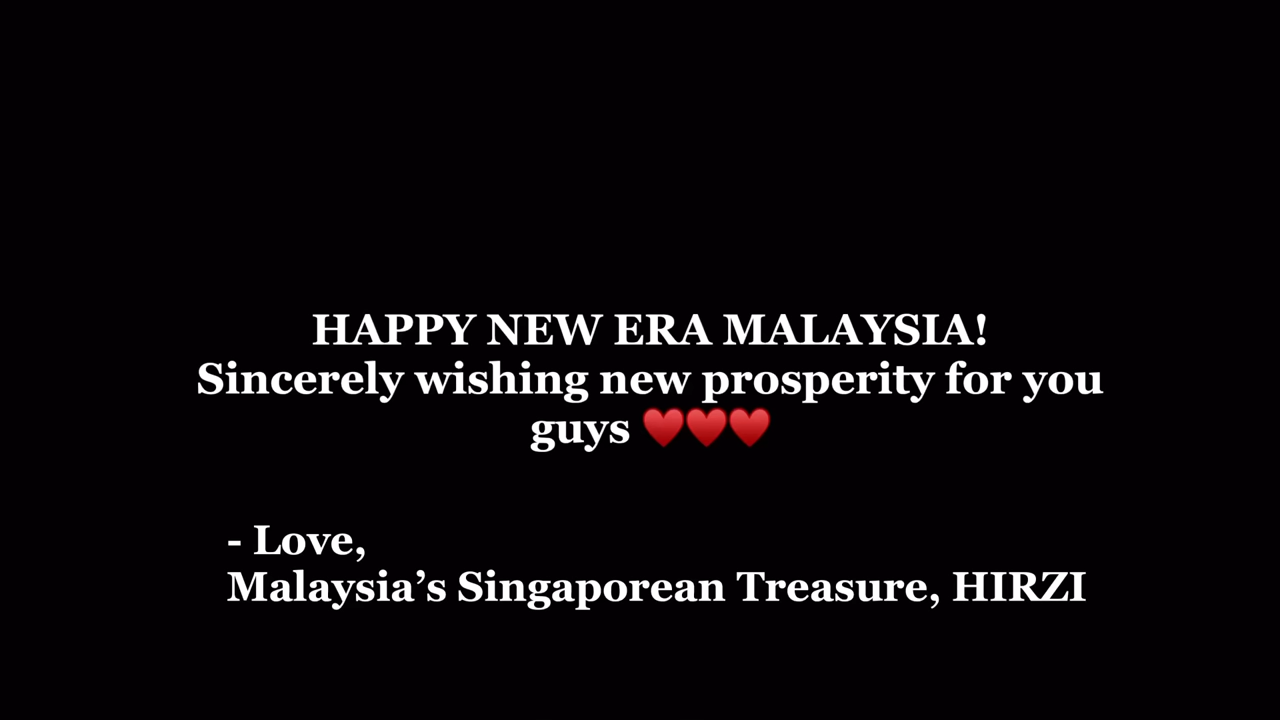 HAPPY NEW ERA MALAYSIA!
Sincerely wishing new prosperity for you
guys ♥️♥️♥️
- Love,
Malaysia’s Singaporean Treasure, HIRZI